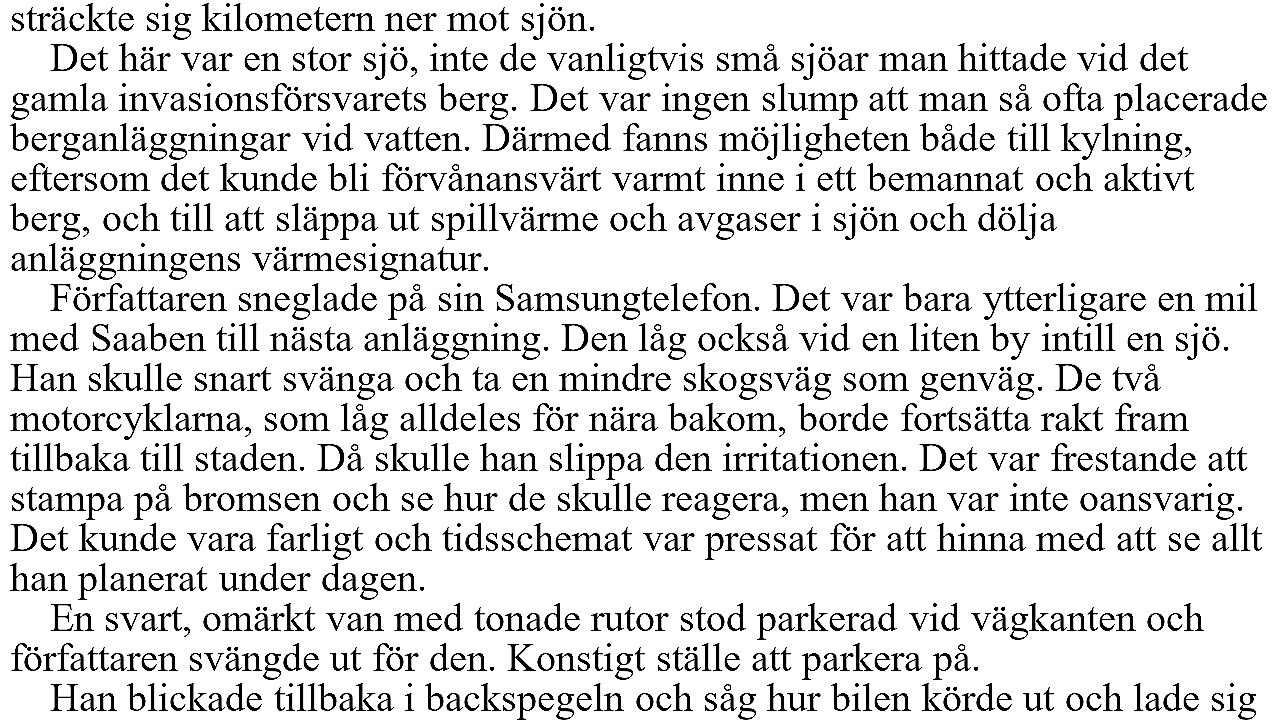 sträckte sig kilometern ner mot sjön.
Det här var en stor sjö, inte de vanligtvis små sjöar man hittade vid det
gamla invasionsförsvarets berg. Det var ingen slump att man så ofta placerade
berganläggningar vid vatten. Därmed fanns möjligheten både till kylning,
eftersom det kunde bli förvånansvärt varmt inne i ett bemannat och aktivt
berg, och till att släppa ut spillvärme och avgaser i sjön och dölja
anläggningens värmesignatur.
Författaren sneglade på sin Samsungtelefon. Det var bara ytterligare en mil
med Saaben till nästa anläggning. Den låg också vid en liten by intill en sjö.
Han skulle snart svänga och ta en mindre skogsväg som genväg. De två
motorcyklarna, som låg alldeles för nära bakom, borde fortsätta rakt fram
tillbaka till staden. Då skulle han slippa den irritationen. Det var frestande att
stampa på bromsen och se hur de skulle reagera, men han var inte oansvarig.
Det kunde vara farligt och tidsschemat var pressat för att hinna med att se allt
han planerat under dagen.
En svart, omärkt van med tonade rutor stod parkerad vid vägkanten och
författaren svängde ut för den. Konstigt ställe att parkera på.
Han blickade tillbaka i backspegeln och såg hur bilen körde ut och lade sig